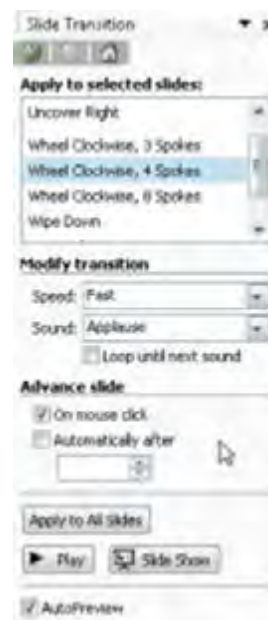 Slide Transition
Apply to selected slides:
Uncover Right
Wheel Clockwise, 3 Spokes
Wheel Clockwise, 4 Spokes
Wheel Clockwise, 8 Spokes
Wipe Down
Modify transition
Speed: Fast
Sound: Applause
Loop until next sound
Advance slide
On mouse click
Automatically after
Apply to All Slides
Play Slide Show
AutoPreview